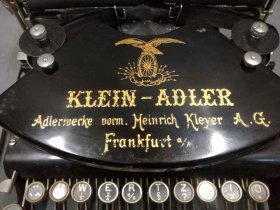 KLEIN-ADLER
Adlerwerke vorm. Heinrich Kleyer A.G.
Frankfurt a/M
W E R T Z U I O